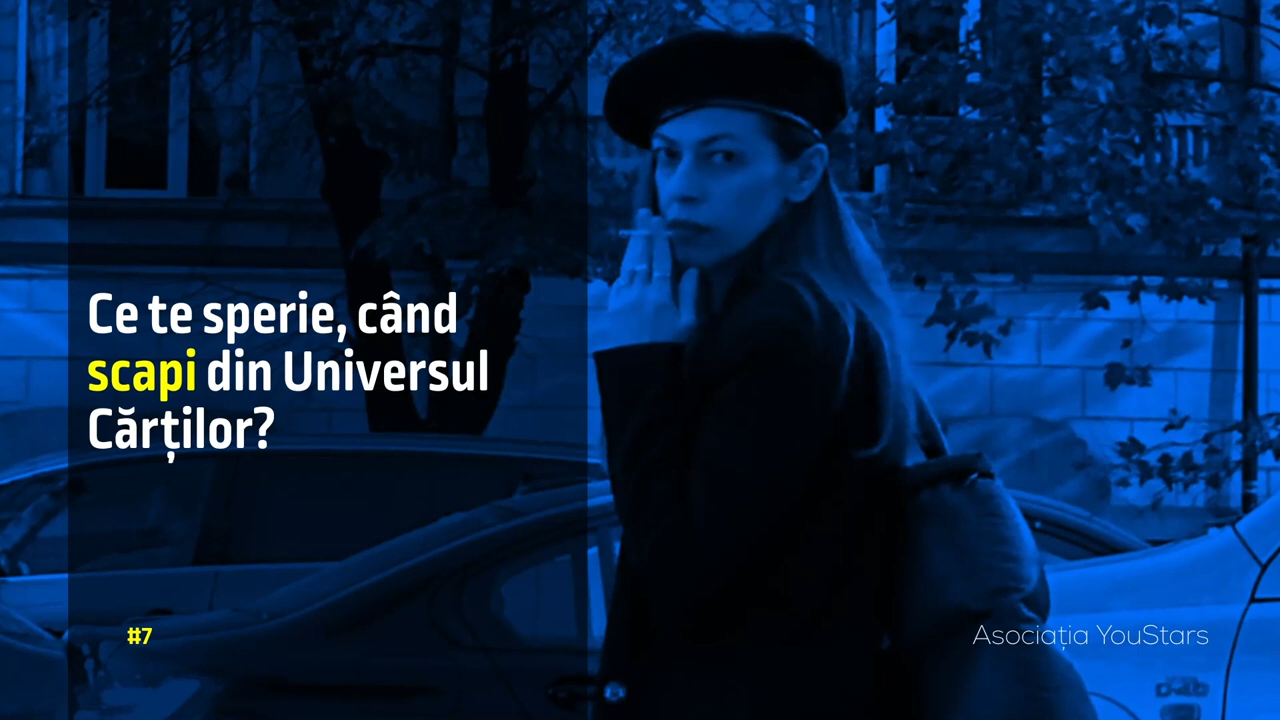 Ce te sperie, când
scapi din Universul
Cărților?
#7
Asociația YouStars